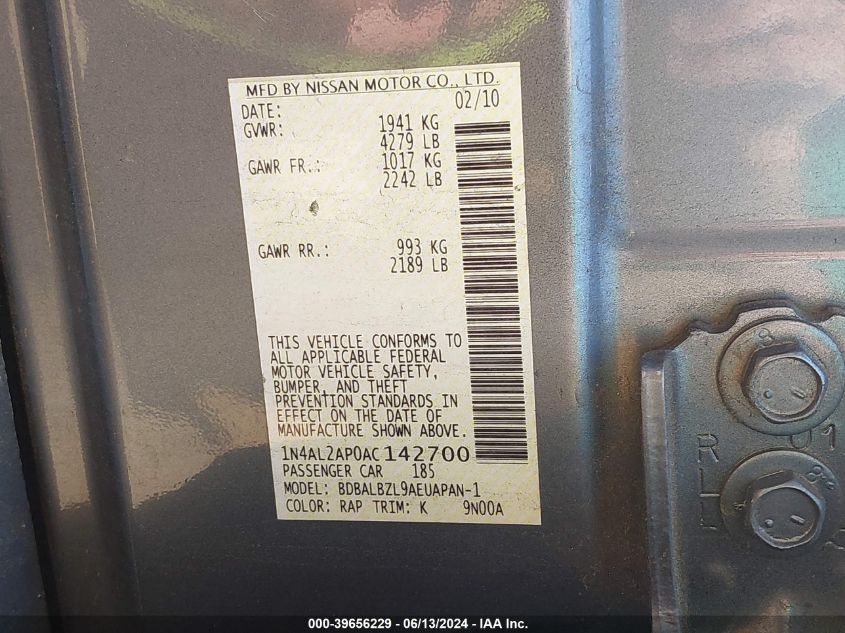 MFD BY NISSAN MOTOR CO., LTD.
DATE: 02/10
GVWR: 1941 KG
4279 LB
GAWR FR.: 1017 KG
2242 LB
GAWR RR.: 993 KG
2189 LB
THIS VEHICLE CONFORMS TO
ALL APPLICABLE FEDERAL
MOTOR VEHICLE SAFETY,
BUMPER, AND THEFT
PREVENTION STANDARDS IN
EFFECT ON THE DATE OF
MANUFACTURE SHOWN ABOVE.
1N4AL2AP0AC142700
PASSENGER CAR 185
MODEL: BDBALBZL9AEUAPAN-1
COLOR: RAP TRIM: K 9N00A
8
R 01
L
L
000-39656229 - 06/13/2024 - IAA Inc.